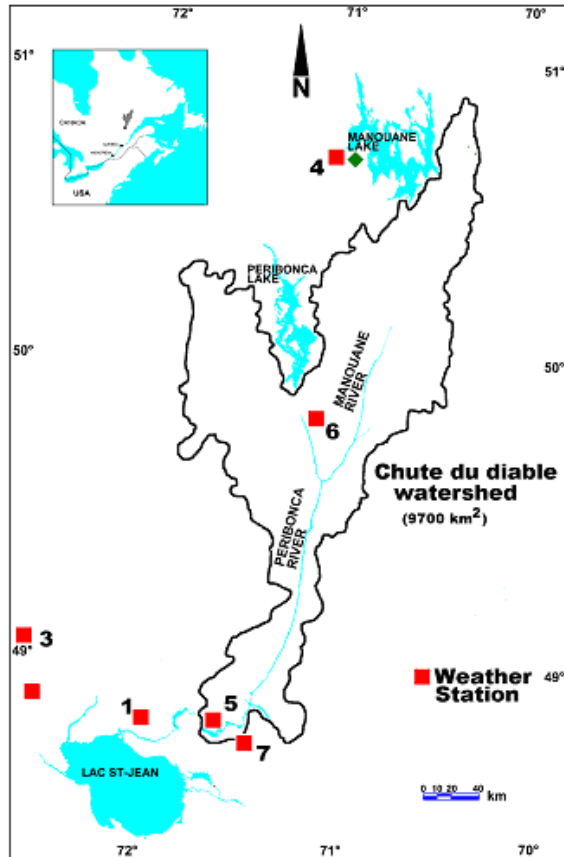 72°
71°
51°
51°
N
CANADA
USA
MANOUANE
LAKE
4
PERIBONCA
LAKE
50°
50°
MANOUANE
RIVER
6
Chute du diable
watershed
(9700 km²)
PERIBONCA
RIVER
3
49°
49°
Weather
Station
1
5
7
LAC ST-JEAN
0 10 20 40
km
72°
71°
70°